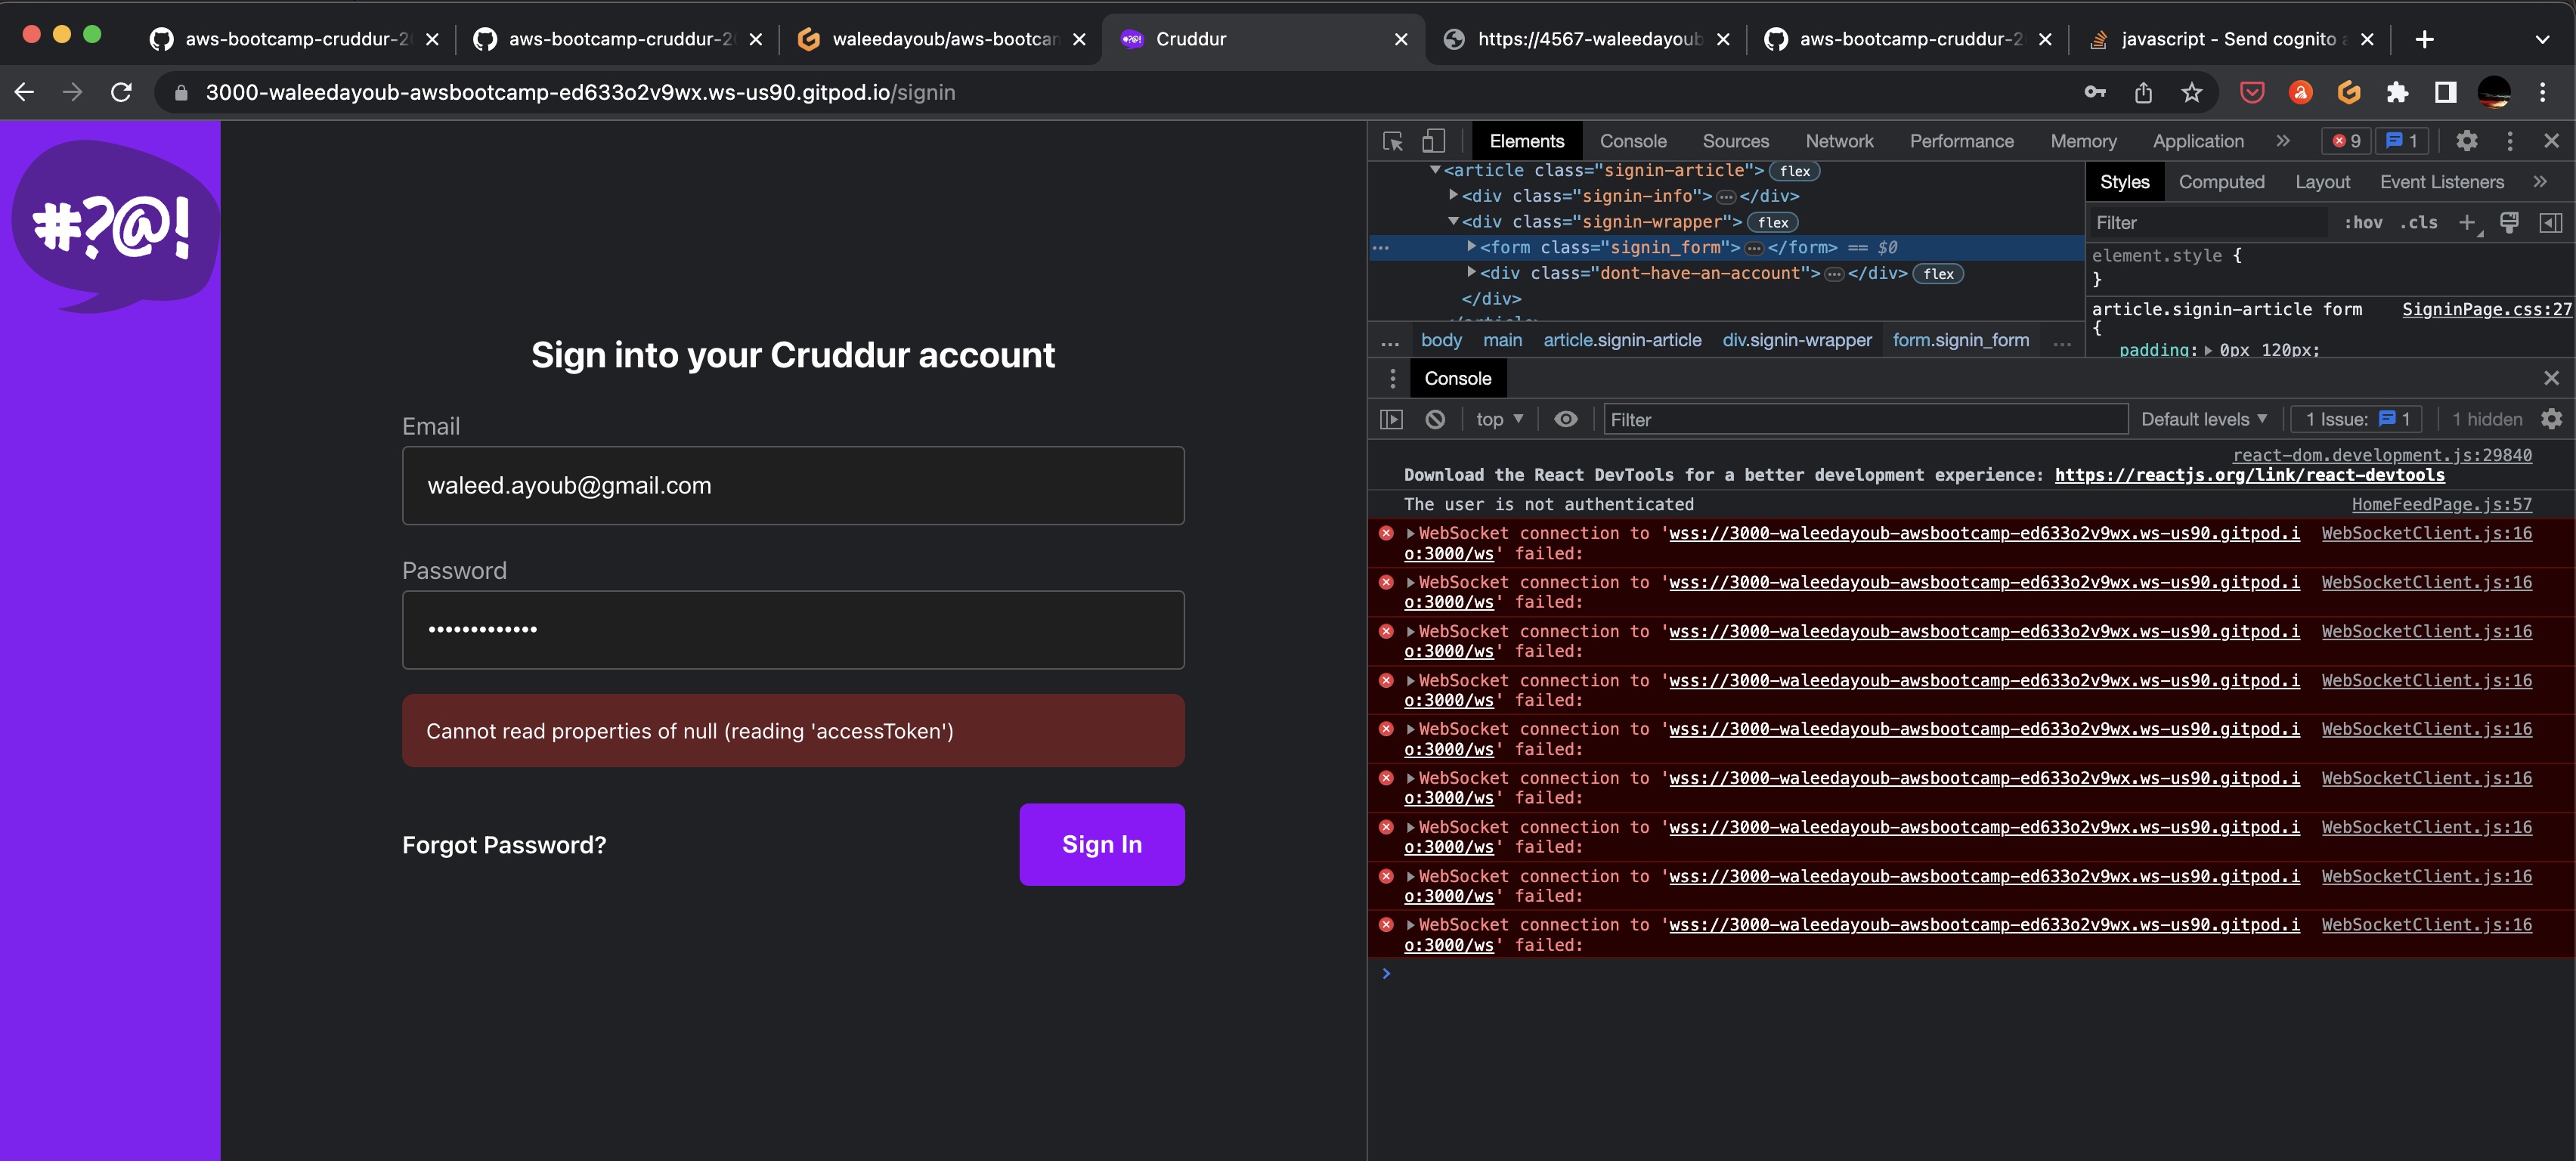 aws-bootcamp-cruddur-20
aws-bootcamp-cruddur-20
waleedayoub/aws-bootcam
Cruddur
https://4567-waleedayoub
aws-bootcamp-cruddur-2
javascript - Send cognito a
3000-waleedayoub-awsbootcamp-ed633o2v9wx.ws-us90.gitpod.io/signin
#?@!
Sign into your Cruddur account
Email
waleed.ayoub@gmail.com
Password
•••••••••••••
Cannot read properties of null (reading 'accessToken')
Forgot Password?
Sign In
Elements Console Sources Network Performance Memory Application » 9 1
<article class="signin-article"> flex
<div class="signin-info"> … </div>
<div class="signin-wrapper"> flex
… <form class="signin_form"> … </form> == $0
<div class="dont-have-an-account"> … </div> flex
</div>
</article>
... body main article.signin-article div.signin-wrapper form.signin_form ...
Styles Computed Layout Event Listeners »
Filter :hov .cls +
element.style {
}
article.signin-article form SigninPage.css:27
{
padding: 0px 120px;
Console
top Filter Default levels 1 Issue: 1 1 hidden
react-dom.development.js:29840
Download the React DevTools for a better development experience: https://reactjs.org/link/react-devtools
The user is not authenticated HomeFeedPage.js:57
WebSocket connection to 'wss://3000-waleedayoub-awsbootcamp-ed633o2v9wx.ws-us90.gitpod.i WebSocketClient.js:16
o:3000/ws' failed:
WebSocket connection to 'wss://3000-waleedayoub-awsbootcamp-ed633o2v9wx.ws-us90.gitpod.i WebSocketClient.js:16
o:3000/ws' failed:
WebSocket connection to 'wss://3000-waleedayoub-awsbootcamp-ed633o2v9wx.ws-us90.gitpod.i WebSocketClient.js:16
o:3000/ws' failed:
WebSocket connection to 'wss://3000-waleedayoub-awsbootcamp-ed633o2v9wx.ws-us90.gitpod.i WebSocketClient.js:16
o:3000/ws' failed:
WebSocket connection to 'wss://3000-waleedayoub-awsbootcamp-ed633o2v9wx.ws-us90.gitpod.i WebSocketClient.js:16
o:3000/ws' failed:
WebSocket connection to 'wss://3000-waleedayoub-awsbootcamp-ed633o2v9wx.ws-us90.gitpod.i WebSocketClient.js:16
o:3000/ws' failed:
WebSocket connection to 'wss://3000-waleedayoub-awsbootcamp-ed633o2v9wx.ws-us90.gitpod.i WebSocketClient.js:16
o:3000/ws' failed:
WebSocket connection to 'wss://3000-waleedayoub-awsbootcamp-ed633o2v9wx.ws-us90.gitpod.i WebSocketClient.js:16
o:3000/ws' failed:
WebSocket connection to 'wss://3000-waleedayoub-awsbootcamp-ed633o2v9wx.ws-us90.gitpod.i WebSocketClient.js:16
o:3000/ws' failed: